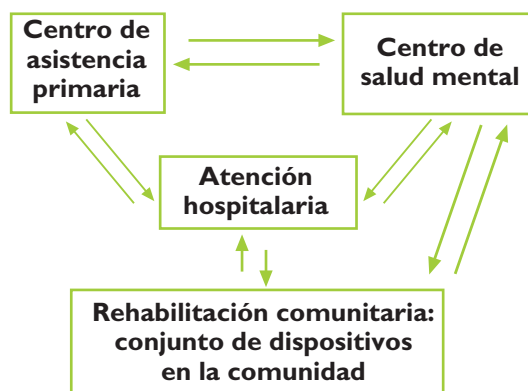 Centro de
asistencia
primaria
Centro de
salud mental
Atención
hospitalaria
Rehabilitación comunitaria:
conjunto de dispositivos
en la comunidad